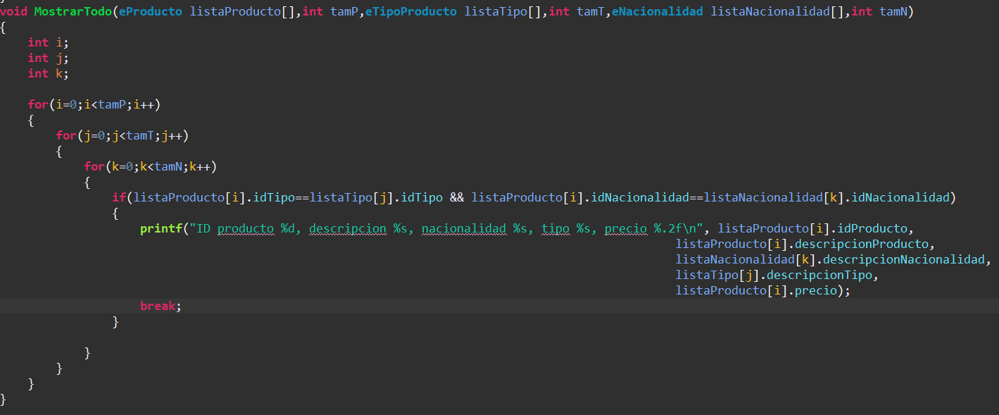 void MostrarTodo(eProducto listaProducto[],int tamP,eTipoProducto listaTipo[],int tamT,eNacionalidad listaNacionalidad[],int tamN)
{
    int i;
    int j;
    int k;

    for(i=0;i<tamP;i++)
    {
        for(j=0;j<tamT;j++)
        {
            for(k=0;k<tamN;k++)
            {
                if(listaProducto[i].idTipo==listaTipo[j].idTipo && listaProducto[i].idNacionalidad==listaNacionalidad[k].idNacionalidad)
                {
                    printf("ID producto %d, descripcion %s, nacionalidad %s, tipo %s, precio %.2f\n", listaProducto[i].idProducto,
                                                                                                listaProducto[i].descripcionProducto,
                                                                                                listaNacionalidad[k].descripcionNacionalidad,
                                                                                                listaTipo[j].descripcionTipo,
                                                                                                listaProducto[i].precio);
                    break;
                }

            }
        }
    }
}